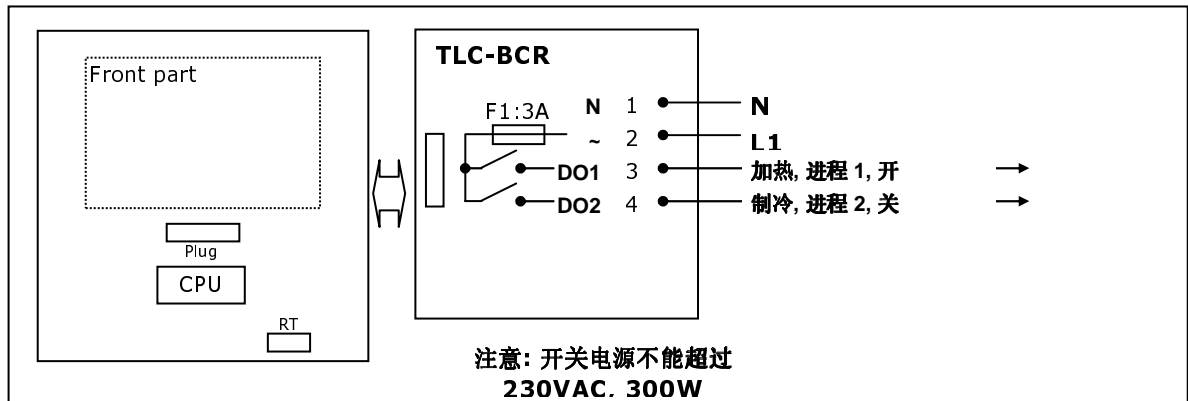 Front part
Plug
CPU
RT
TLC-BCR
F1:3A
N 1 N
~ 2 L1
DO1 3 加热, 进程 1, 开
DO2 4 制冷, 进程 2, 关
注意: 开关电源不能超过
230VAC, 300W